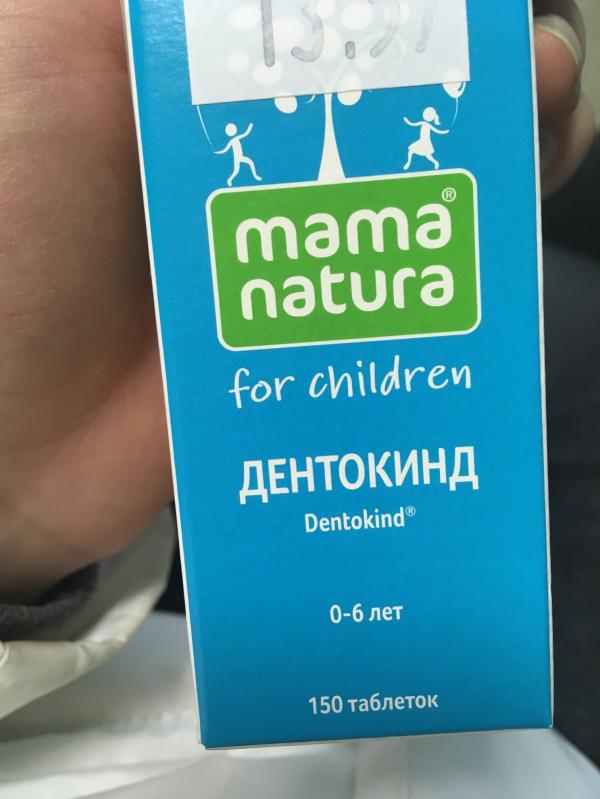 mama®
natura
for children
ДЕНТОКИНД
Dentokind®
0-6 лет
150 таблеток